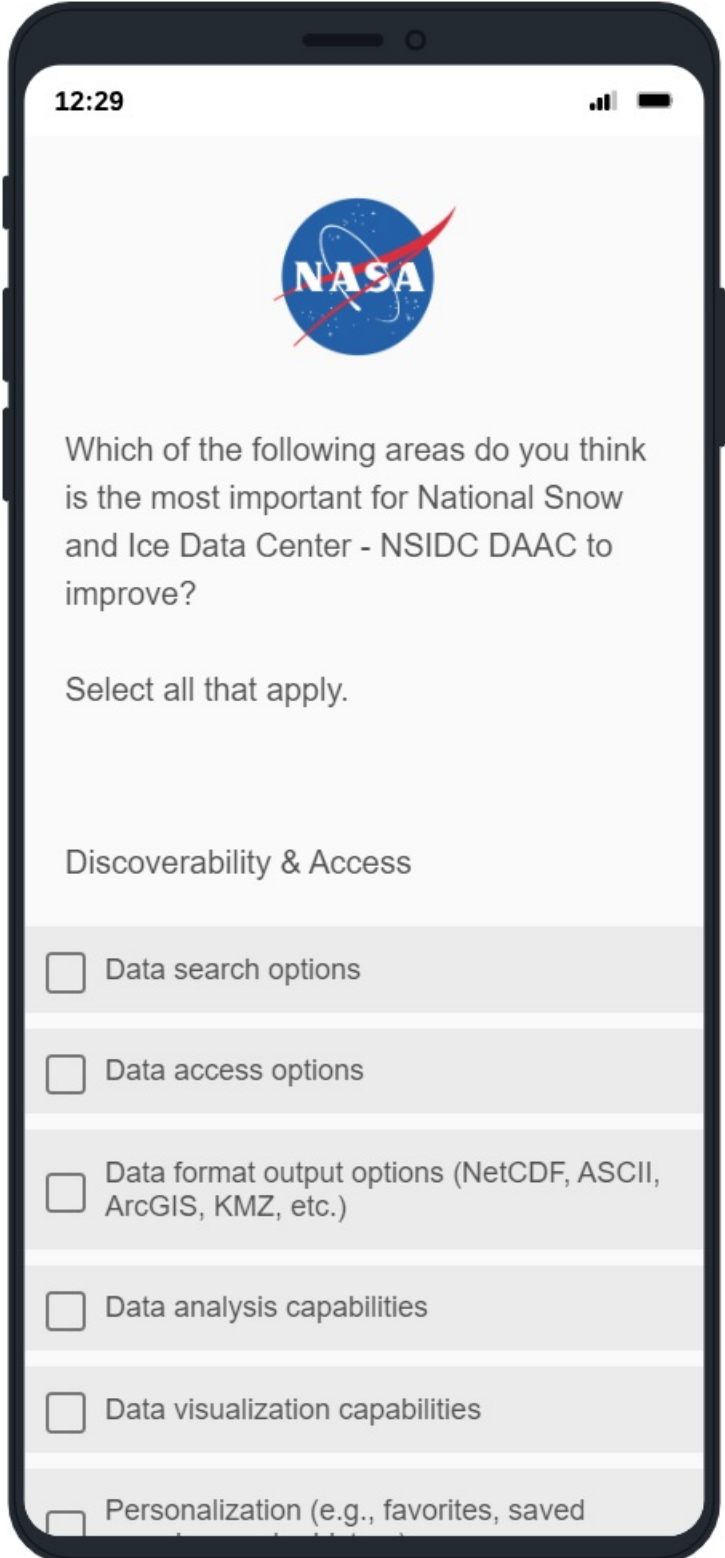 12:29
NASA
Which of the following areas do you think
is the most important for National Snow
and Ice Data Center - NSIDC DAAC to
improve?
Select all that apply.
Discoverability & Access
Data search options
Data access options
Data format output options (NetCDF, ASCII,
ArcGIS, KMZ, etc.)
Data analysis capabilities
Data visualization capabilities
Personalization (e.g., favorites, saved